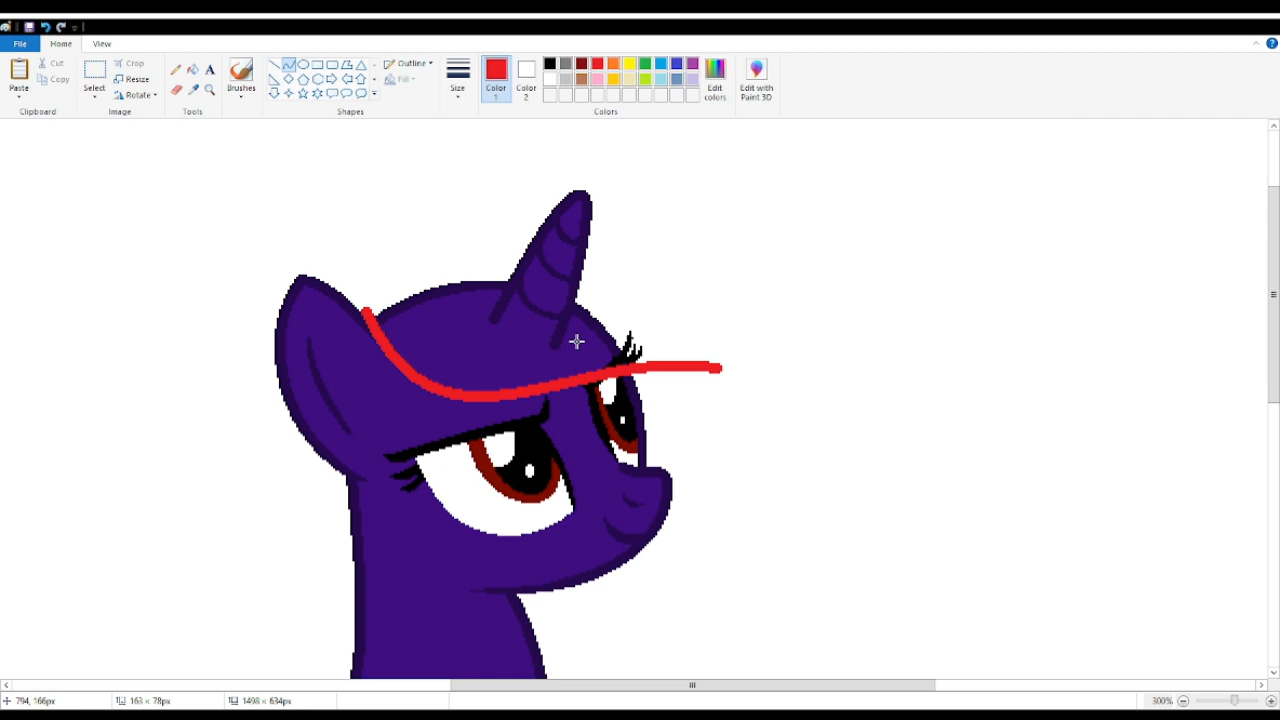 File Home View
Paste Cut Copy
Clipboard
Select Crop Resize Rotate
Image
Tools
Brushes
Outline Fill
Shapes
Size
Color 1
Color 2
Edit colors
Colors
Edit with Paint 3D
794, 166px 163 × 78px 1498 × 634px 300%